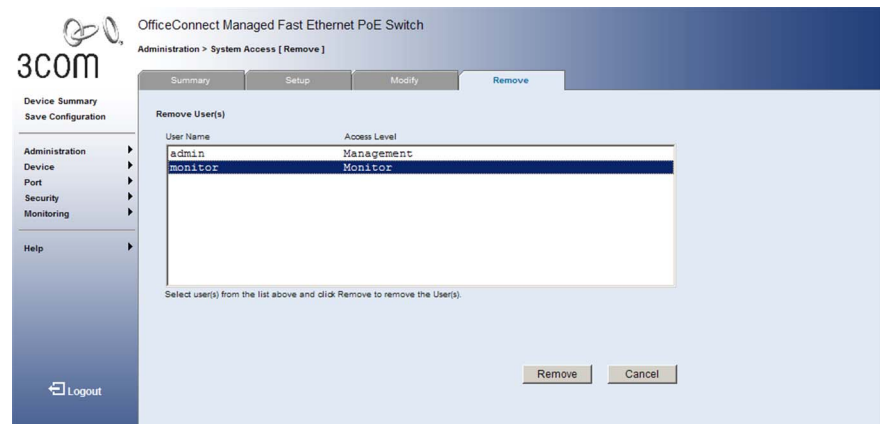 3com
OfficeConnect Managed Fast Ethernet PoE Switch
Administration > System Access [ Remove ]
Summary Setup Modify Remove
Device Summary
Save Configuration
Administration
Device
Port
Security
Monitoring
Help
Logout
Remove User(s)
User Name Access Level
admin Management
monitor Monitor
Select user(s) from the list above and click Remove to remove the User(s).
Remove Cancel